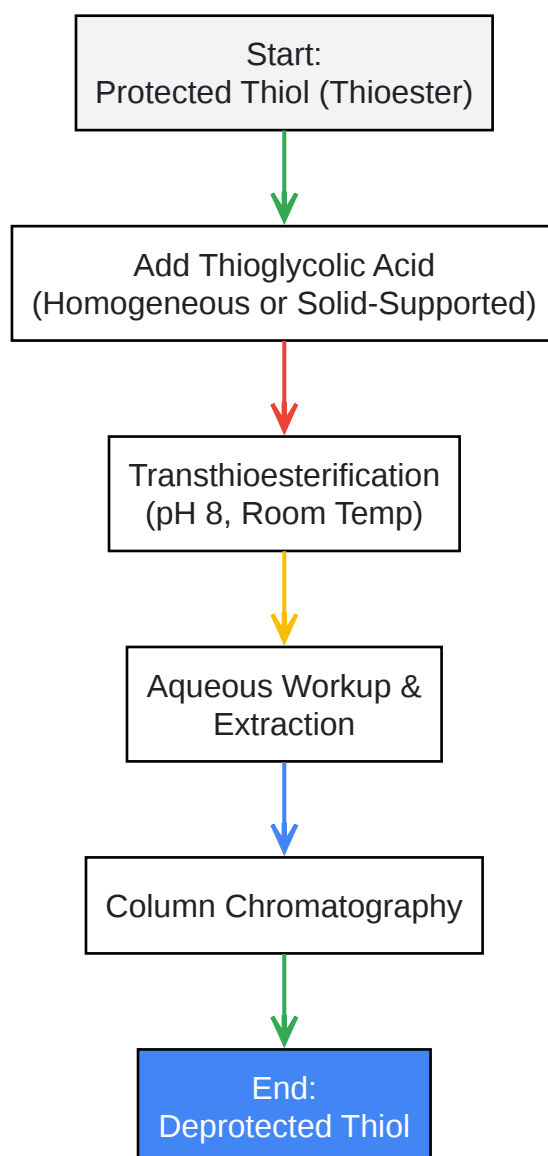 Start:
Protected Thiol (Thioester)
Add Thioglycolic Acid
(Homogeneous or Solid-Supported)
Transthioesterification
(pH 8, Room Temp)
Aqueous Workup &
Extraction
Column Chromatography
End:
Deprotected Thiol